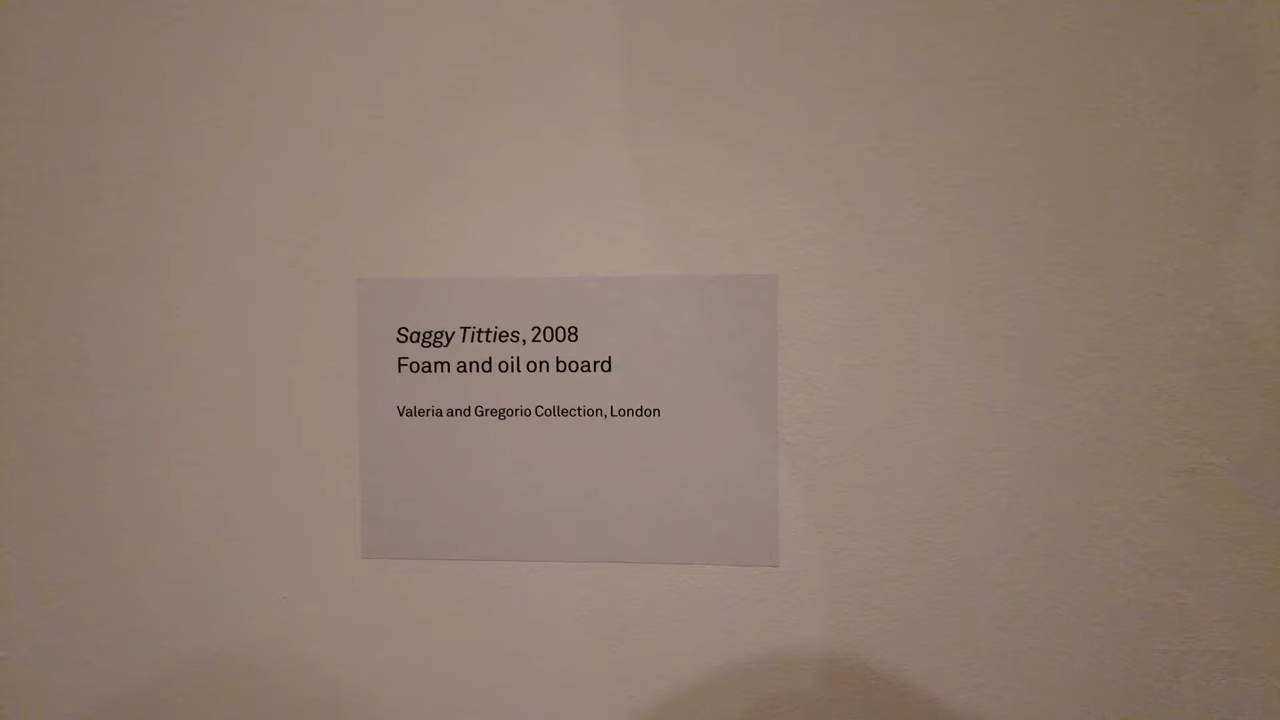 Saggy Titties, 2008
Foam and oil on board
Valeria and Gregorio Collection, London